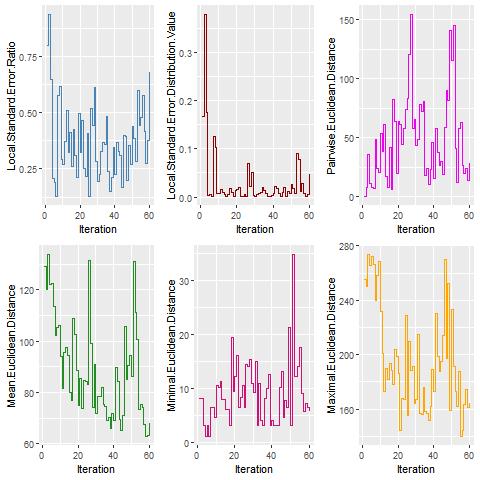 Local.Standard.Error.Ratio
0.75
0.50
0.25
0 20 40 60
Iteration
Local.Standard.Error.Distribution.Value
0.3
0.2
0.1
0.0
0 20 40 60
Iteration
Pairwise.Euclidean.Distance
150
100
50
0
0 20 40 60
Iteration
Mean.Euclidean.Distance
120
100
80
60
0 20 40 60
Iteration
Minimal.Euclidean.Distance
30
20
10
0
0 20 40 60
Iteration
Maximal.Euclidean.Distance
280
240
200
160
0 20 40 60
Iteration